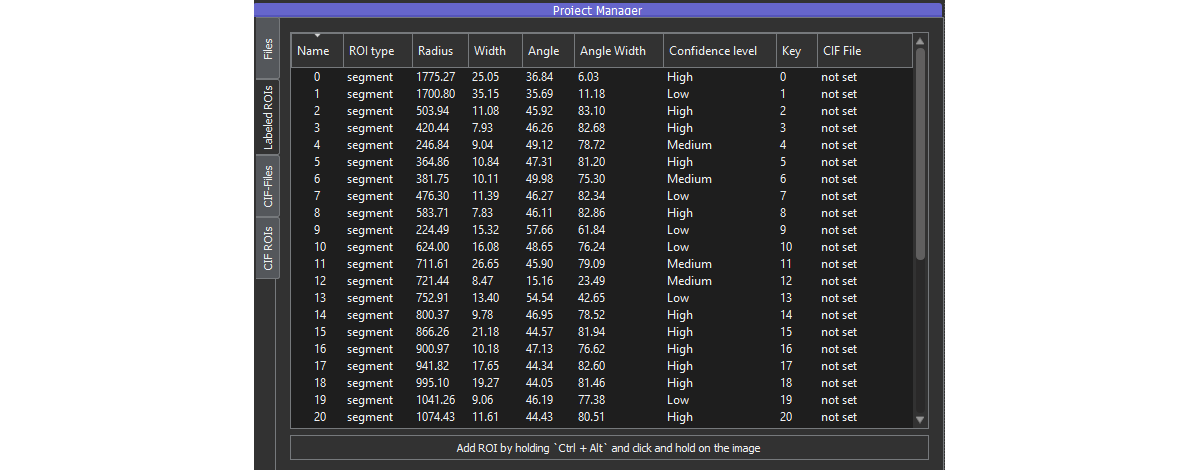 Project Manager
Files
Labeled ROIs
CIF-Files
CIF ROIs
Name ROI type Radius Width Angle Angle Width Confidence level Key CIF File
0 segment 1775.27 25.05 36.84 6.03 High 0 not set
1 segment 1700.80 35.15 35.69 11.18 Low 1 not set
2 segment 503.94 11.08 45.92 83.10 High 2 not set
3 segment 420.44 7.93 46.26 82.68 High 3 not set
4 segment 246.84 9.04 49.12 78.72 Medium 4 not set
5 segment 364.86 10.84 47.31 81.20 High 5 not set
6 segment 381.75 10.11 49.98 75.30 Medium 6 not set
7 segment 476.30 11.39 46.27 82.34 Low 7 not set
8 segment 583.71 7.83 46.11 82.86 High 8 not set
9 segment 224.49 15.32 57.66 61.84 Low 9 not set
10 segment 624.00 16.08 48.65 76.24 Low 10 not set
11 segment 711.61 26.65 45.90 79.09 Medium 11 not set
12 segment 721.44 8.47 15.16 23.49 Medium 12 not set
13 segment 752.91 13.40 54.54 42.65 Low 13 not set
14 segment 800.37 9.78 46.95 78.52 High 14 not set
15 segment 866.26 21.18 44.57 81.94 High 15 not set
16 segment 900.97 10.18 47.13 76.62 High 16 not set
17 segment 941.82 17.65 44.34 82.60 High 17 not set
18 segment 995.10 19.27 44.05 81.46 High 18 not set
19 segment 1041.26 9.06 46.19 77.38 Low 19 not set
20 segment 1074.43 11.61 44.43 80.51 High 20 not set
Add ROI by holding `Ctrl + Alt` and click and hold on the image